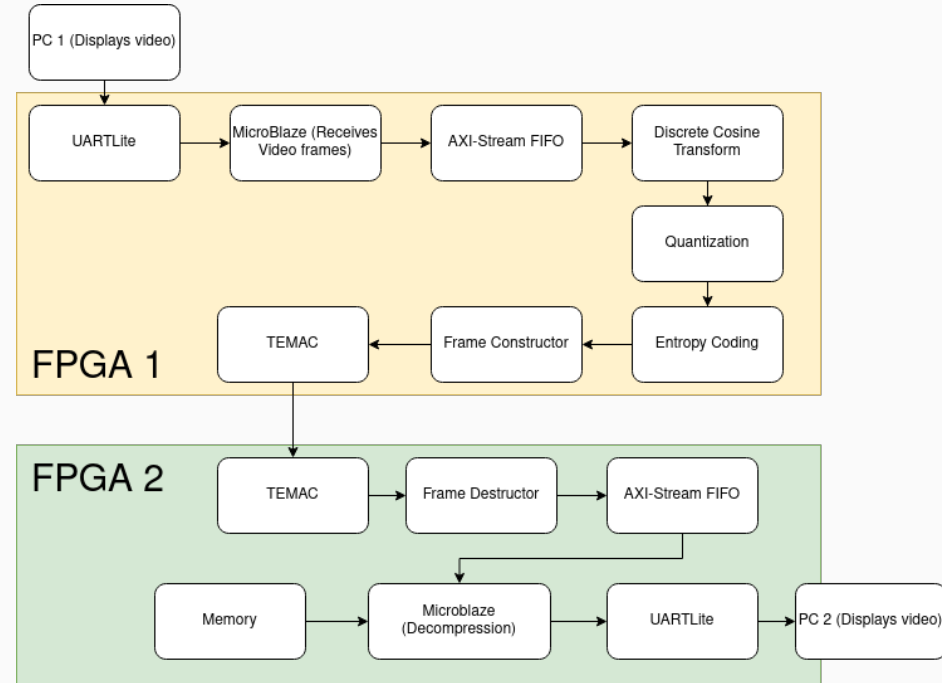 PC 1 (Displays video)
UARTLite
MicroBlaze (Receives
Video frames)
AXI-Stream FIFO
Discrete Cosine
Transform
Quantization
Entropy Coding
Frame Constructor
TEMAC
FPGA 1
FPGA 2
TEMAC
Frame Destructor
AXI-Stream FIFO
Memory
Microblaze
(Decompression)
UARTLite
PC 2 (Displays video)